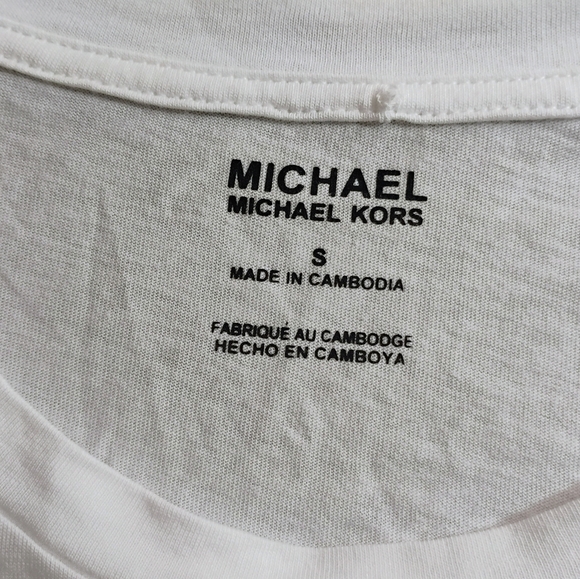 MICHAEL
MICHAEL KORS
S
MADE IN CAMBODIA
FABRIQUÉ AU CAMBODGE
HECHO EN CAMBOYA